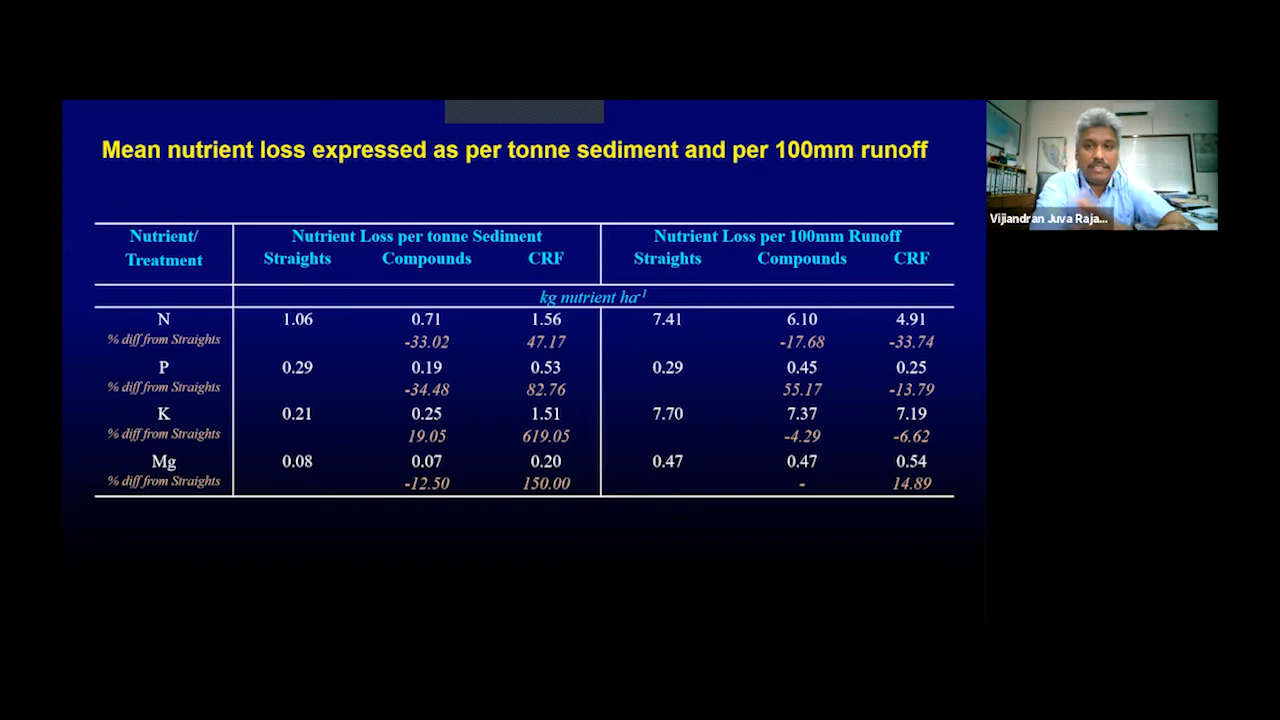 Mean nutrient loss expressed as per tonne sediment and per 100mm runoff
Vijiandran Juva Raja...
Nutrient/ Nutrient Loss per tonne Sediment Nutrient Loss per 100mm Runoff
Treatment Straights Compounds CRF Straights Compounds CRF
kg nutrient ha-1
N 1.06 0.71 1.56 7.41 6.10 4.91
% diff from Straights -33.02 47.17 -17.68 -33.74
P 0.29 0.19 0.53 0.29 0.45 0.25
% diff from Straights -34.48 82.76 55.17 -13.79
K 0.21 0.25 1.51 7.70 7.37 7.19
% diff from Straights 19.05 619.05 -4.29 -6.62
Mg 0.08 0.07 0.20 0.47 0.47 0.54
% diff from Straights -12.50 150.00 - 14.89